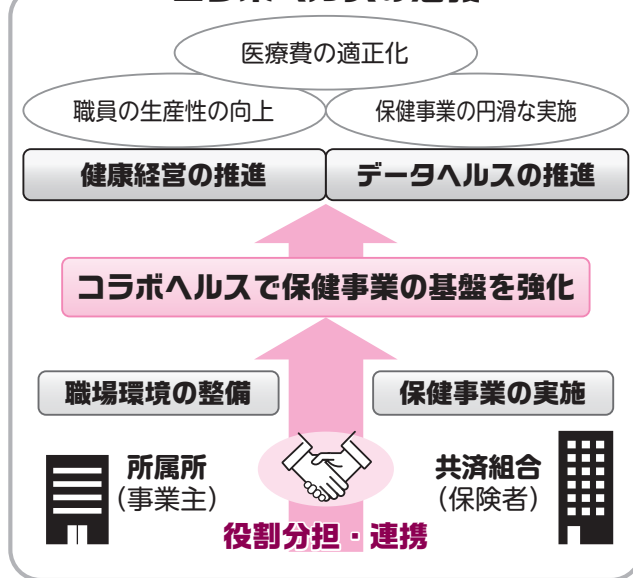 医療費の適正化
職員の生産性の向上
保健事業の円滑な実施
健康経営の推進
データヘルスの推進
コラボヘルスで保健事業の基盤を強化
職場環境の整備
保健事業の実施
所属所
(事業主)
共済組合
(保険者)
役割分担・連携